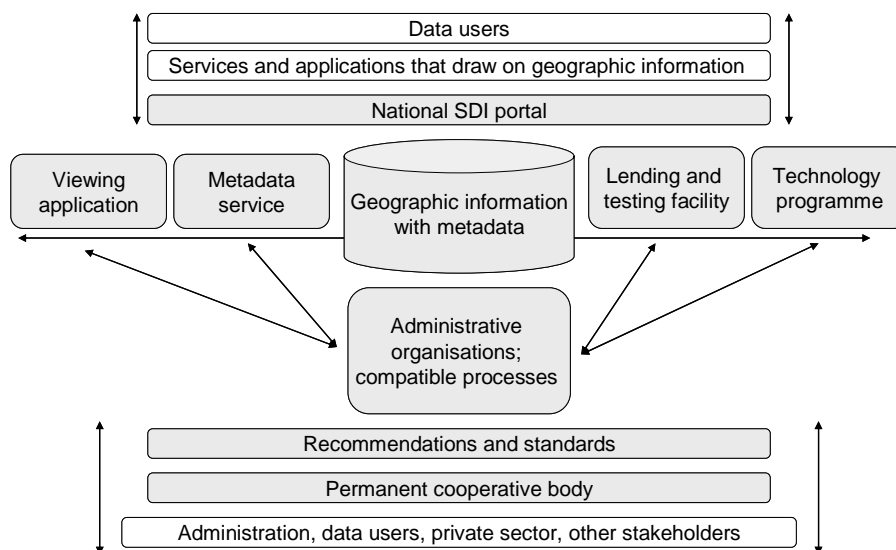 Data users
Services and applications that draw on geographic information
National SDI portal
Viewing
application
Metadata
service
Geographic information
with metadata
Lending and
testing facility
Technology
programme
Administrative
organisations;
compatible processes
Recommendations and standards
Permanent cooperative body
Administration, data users, private sector, other stakeholders